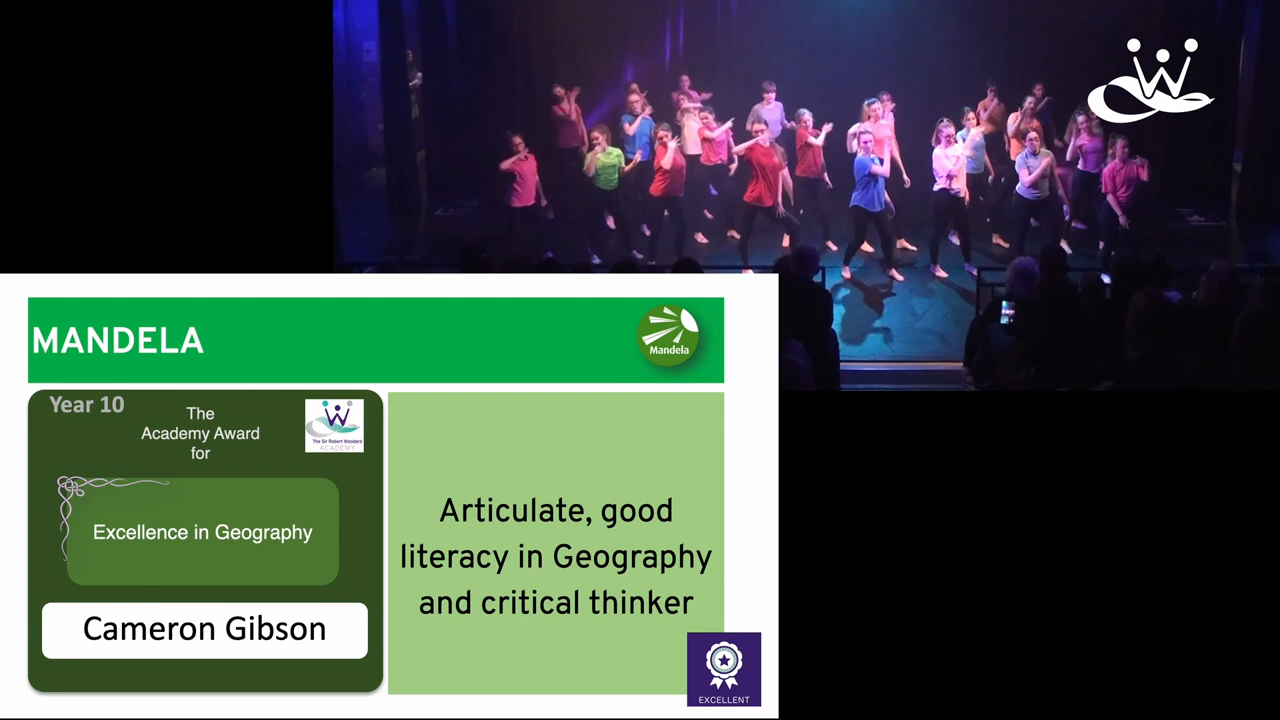 MANDELA
Mandela
Year 10
The
Academy Award
for
The Sir Robert Woodard
ACADEMY
Excellence in Geography
Cameron Gibson
Articulate, good
literacy in Geography
and critical thinker
EXCELLENT